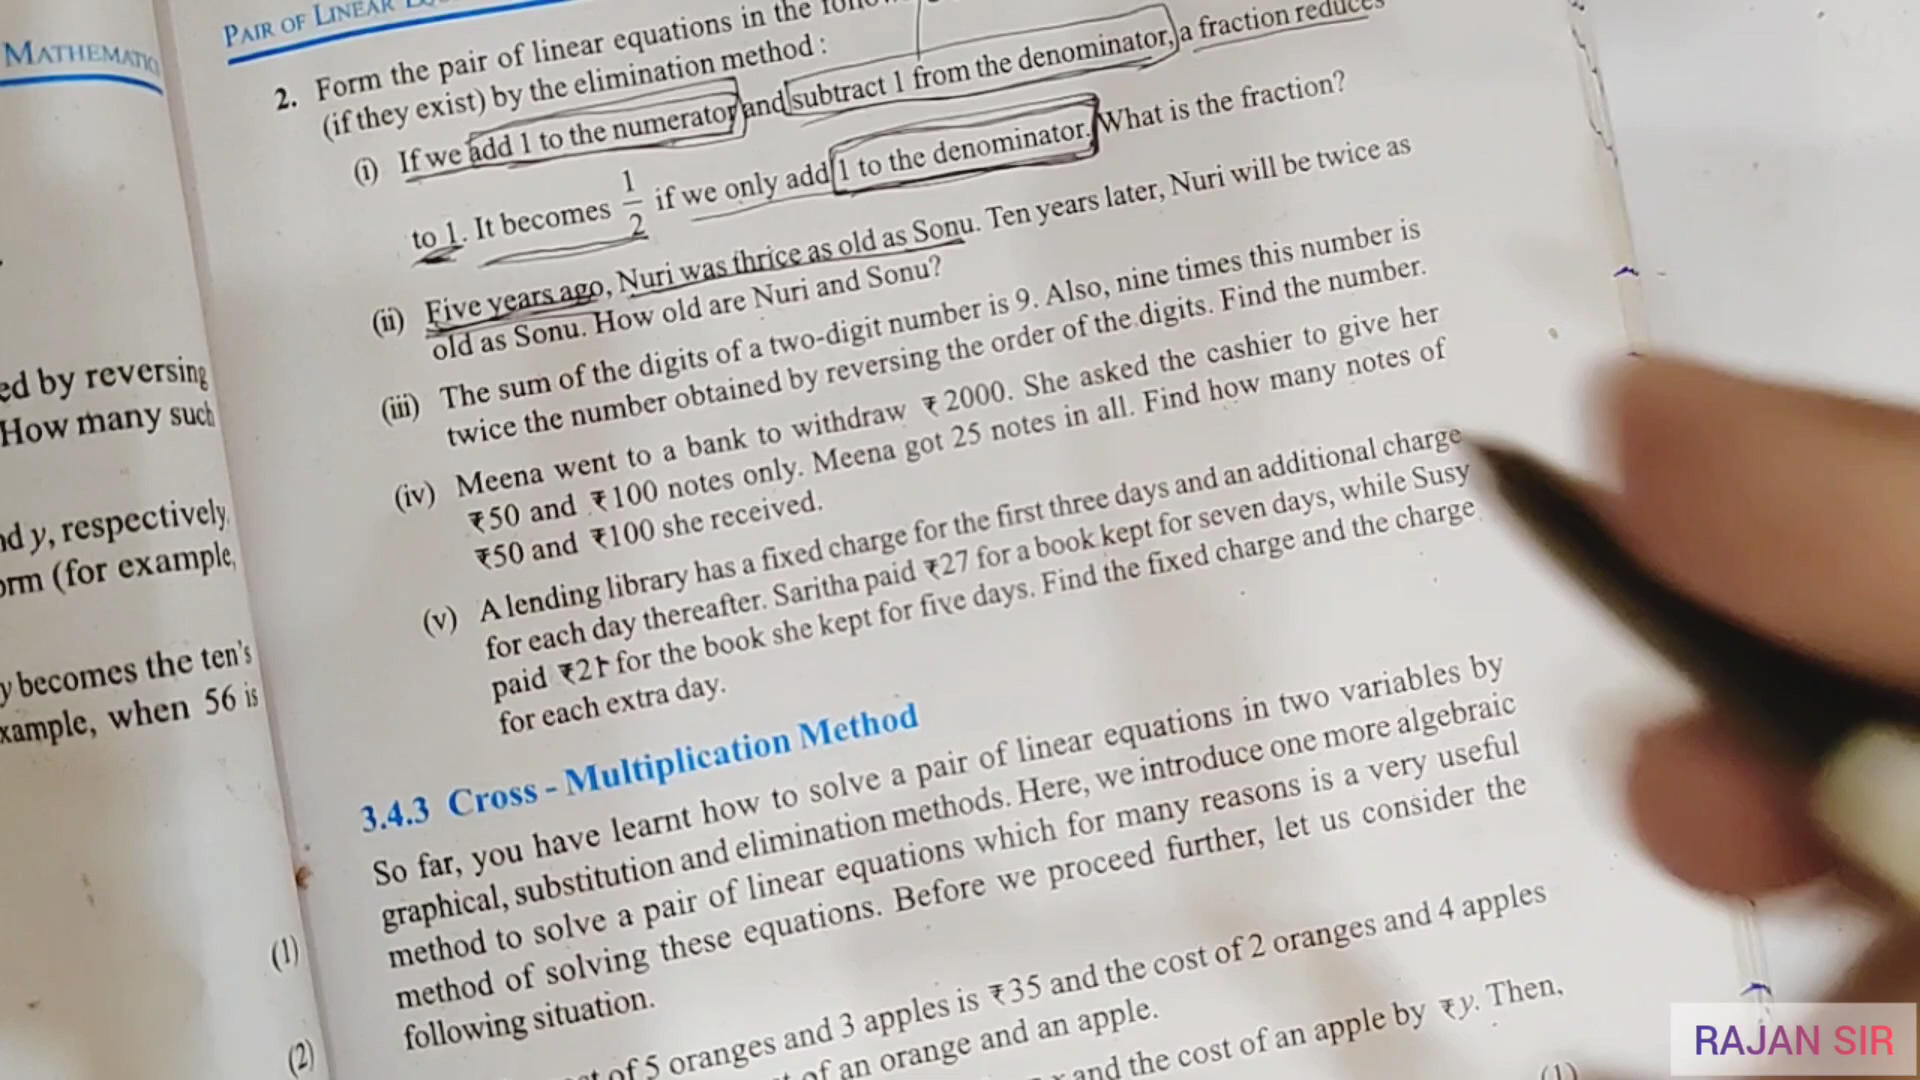 MATHEMATIC
ed by reversing
How many such
nd y, respectively.
orm (for example,
y becomes the ten's
xample, when 56 is
(1)
(2)
PAIR OF LINEAR
2. Form the pair of linear equations in the
(if they exist) by the elimination method :
(i) If we add 1 to the numerator and subtract 1 from the denominator, a fraction reduces
to 1. It becomes 1/2 if we only add 1 to the denominator. What is the fraction?
(ii) Five years ago, Nuri was thrice as old as Sonu. Ten years later, Nuri will be twice as
old as Sonu. How old are Nuri and Sonu?
(iii) The sum of the digits of a two-digit number is 9. Also, nine times this number is
twice the number obtained by reversing the order of the digits. Find the number.
(iv) Meena went to a bank to withdraw ₹ 2000. She asked the cashier to give her
₹50 and ₹100 notes only. Meena got 25 notes in all. Find how many notes of
₹50 and ₹100 she received.
(v) A lending library has a fixed charge for the first three days and an additional charge
for each day thereafter. Saritha paid ₹27 for a book kept for seven days, while Susy
paid ₹21 for the book she kept for five days. Find the fixed charge and the charge
for each extra day.
3.4.3 Cross - Multiplication Method
So far, you have learnt how to solve a pair of linear equations in two variables by
graphical, substitution and elimination methods. Here, we introduce one more algebraic
method to solve a pair of linear equations which for many reasons is a very useful
method of solving these equations. Before we proceed further, let us consider the
following situation.
of 5 oranges and 3 apples is ₹35 and the cost of 2 oranges and 4 apples
of an orange and an apple.
and the cost of an apple by ₹y. Then,
(1)
RAJAN SIR